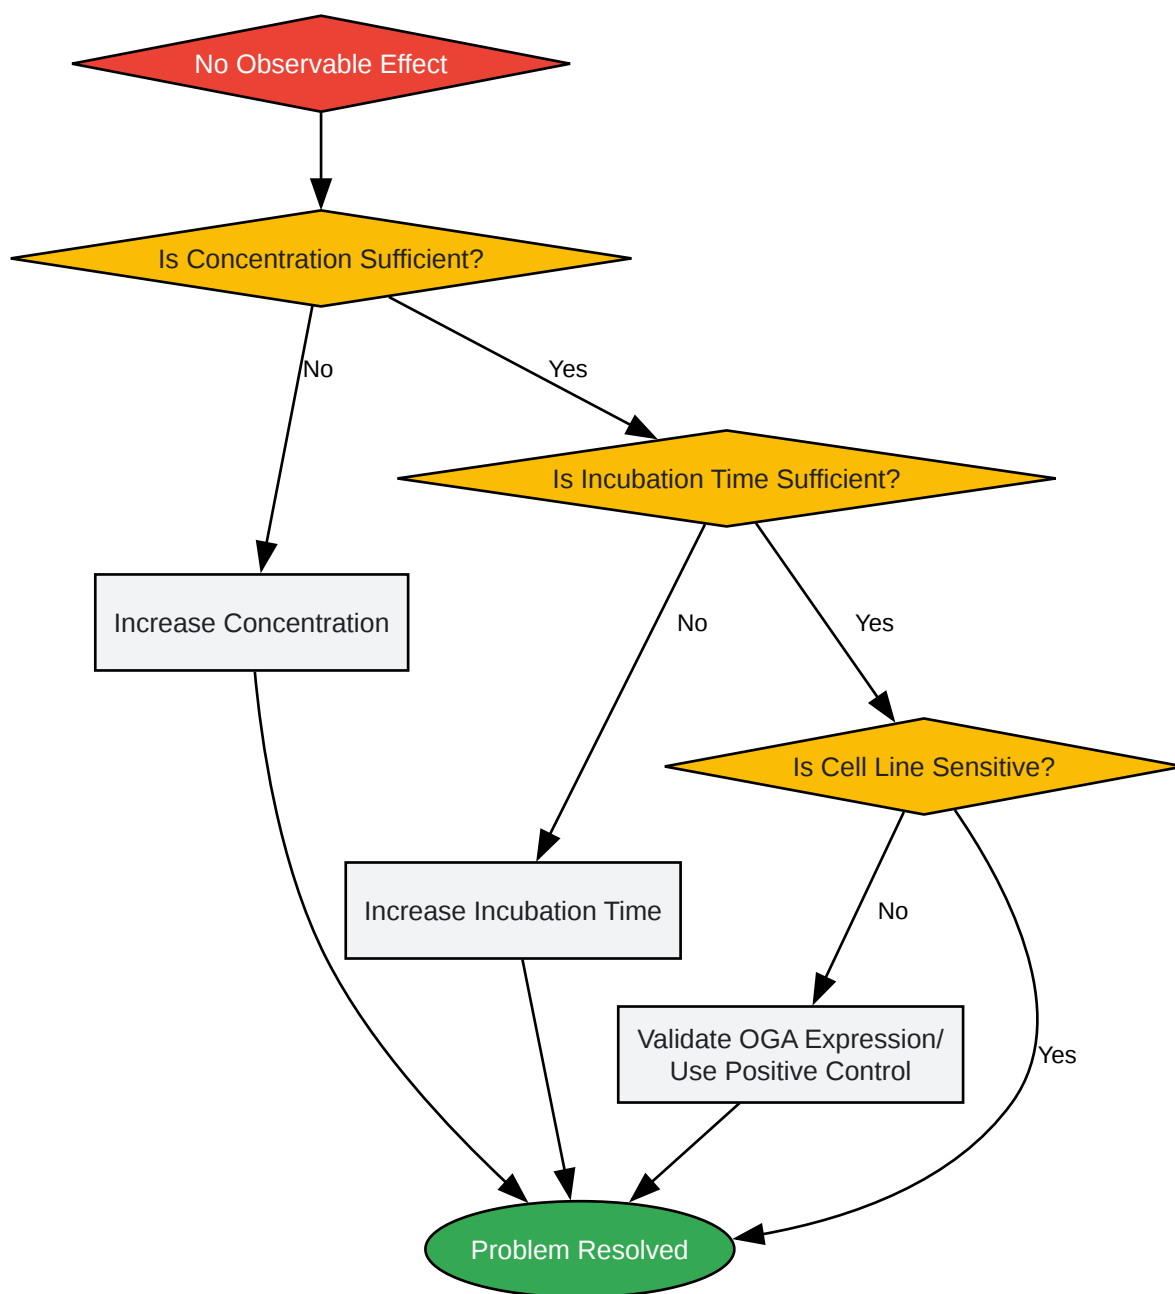 No Observable Effect
Is Concentration Sufficient?
No
Yes
Is Incubation Time Sufficient?
Increase Concentration
No
Yes
Is Cell Line Sensitive?
Increase Incubation Time
No
Validate OGA Expression/
Use Positive Control
Yes
Problem Resolved